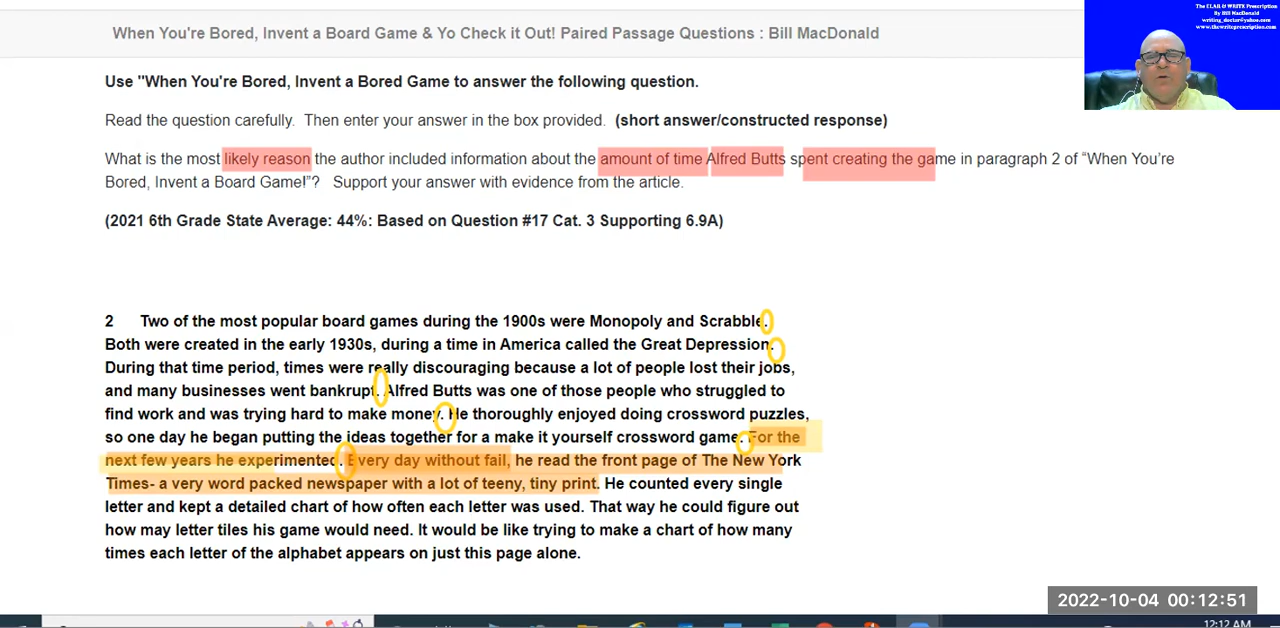 The ELAR & WRITE Prescription
By Bill MacDonald
writing_doctor@yahoo.com
www.thewriteprescription.com
When You're Bored, Invent a Board Game & Yo Check it Out! Paired Passage Questions : Bill MacDonald
Use "When You're Bored, Invent a Bored Game to answer the following question.
Read the question carefully.  Then enter your answer in the box provided.  (short answer/constructed response)
What is the most likely reason the author included information about the amount of time Alfred Butts spent creating the game in paragraph 2 of “When You’re
Bored, Invent a Board Game!”?   Support your answer with evidence from the article.
(2021 6th Grade State Average: 44%: Based on Question #17 Cat. 3 Supporting 6.9A)
2      Two of the most popular board games during the 1900s were Monopoly and Scrabble.
Both were created in the early 1930s, during a time in America called the Great Depression.
During that time period, times were really discouraging because a lot of people lost their jobs,
and many businesses went bankrupt. Alfred Butts was one of those people who struggled to
find work and was trying hard to make money. He thoroughly enjoyed doing crossword puzzles,
so one day he began putting the ideas together for a make it yourself crossword game. For the
next few years he experimented. Every day without fail, he read the front page of The New York
Times- a very word packed newspaper with a lot of teeny, tiny print. He counted every single
letter and kept a detailed chart of how often each letter was used. That way he could figure out
how may letter tiles his game would need. It would be like trying to make a chart of how many
times each letter of the alphabet appears on just this page alone.
2022-10-04 00:12:51
12:12 AM